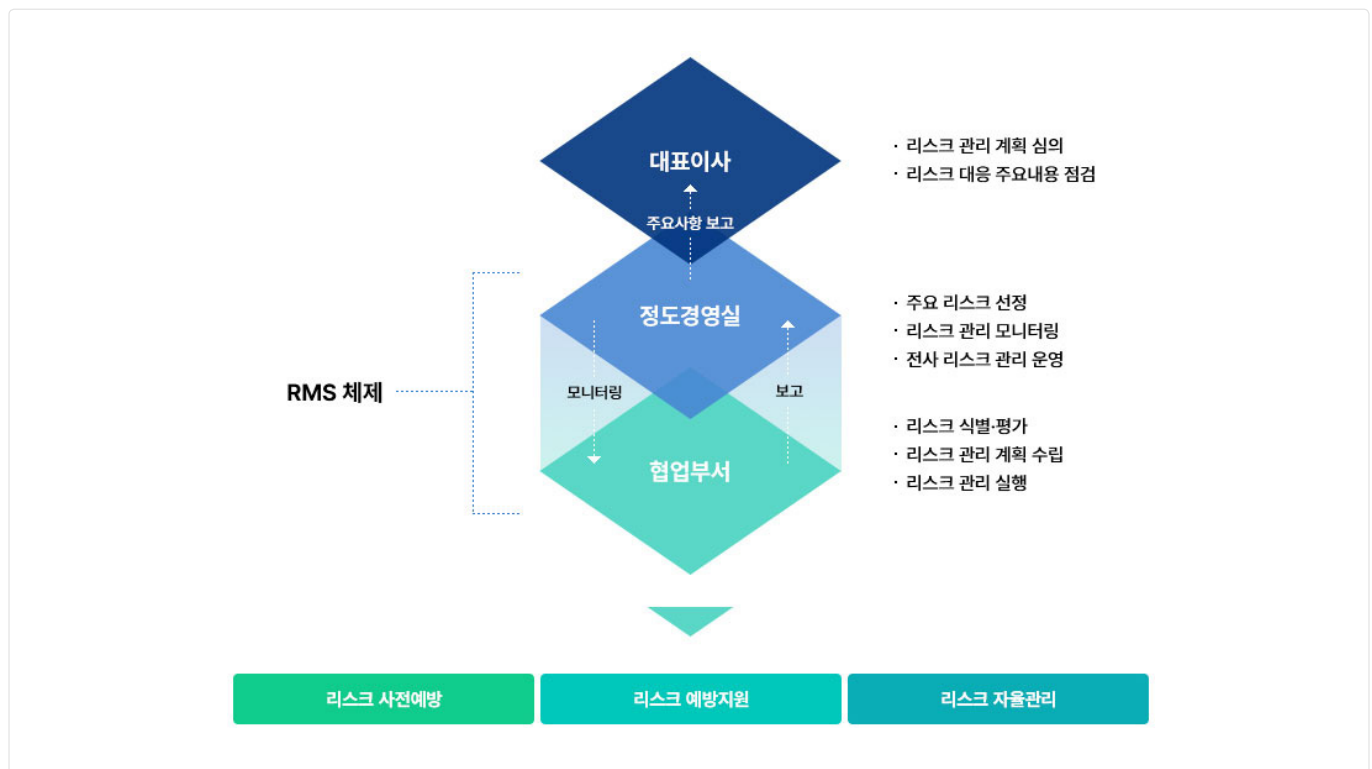 대표이사
주요사항 보고
· 리스크 관리 계획 심의
· 리스크 대응 주요내용 점검
RMS 체제
정도경영실
모니터링
보고
협업부서
· 주요 리스크 선정
· 리스크 관리 모니터링
· 전사 리스크 관리 운영
· 리스크 식별·평가
· 리스크 관리 계획 수립
· 리스크 관리 실행
리스크 사전예방
리스크 예방지원
리스크 자율관리